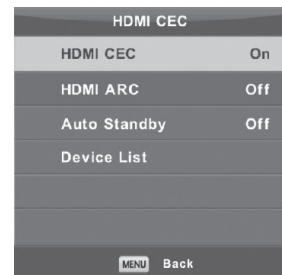 HDMI CEC
HDMI CEC On
HDMI ARC Off
Auto Standby Off
Device List
MENU Back